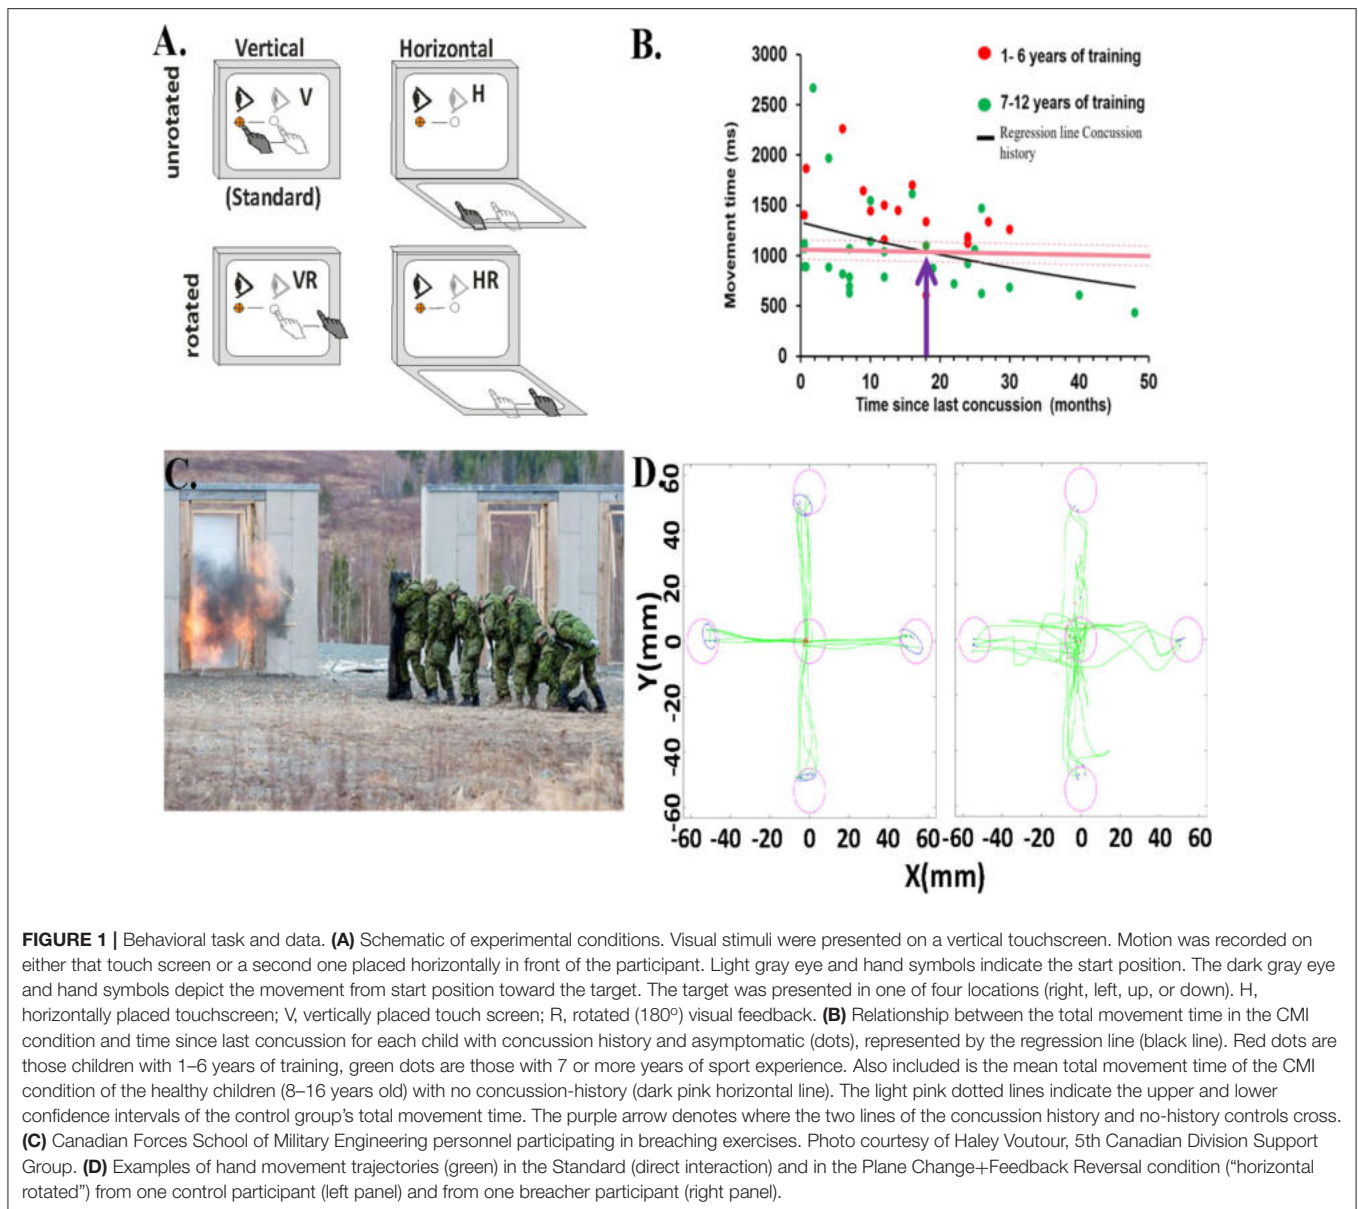 A.
Vertical
Horizontal
unrotated
V
H
(Standard)
rotated
VR
HR
B.
3000
2500
2000
1500
1000
500
0
Movement time (ms)
1- 6 years of training
7-12 years of training
Regression line Concussion
history
0 10 20 30 40 50
Time since last concussion (months)
C.
D.
60
40
20
0
-20
-40
-60
Y(mm)
-60 -40 -20 0 20 40 60
-60 -40 -20 0 20 40 60
X(mm)
FIGURE 1 | Behavioral task and data. (A) Schematic of experimental conditions. Visual stimuli were presented on a vertical touchscreen. Motion was recorded on
either that touch screen or a second one placed horizontally in front of the participant. Light gray eye and hand symbols indicate the start position. The dark gray eye
and hand symbols depict the movement from start position toward the target. The target was presented in one of four locations (right, left, up, or down). H,
horizontally placed touchscreen; V, vertically placed touch screen; R, rotated (180º) visual feedback. (B) Relationship between the total movement time in the CMI
condition and time since last concussion for each child with concussion history and asymptomatic (dots), represented by the regression line (black line). Red dots are
those children with 1–6 years of training, green dots are those with 7 or more years of sport experience. Also included is the mean total movement time of the CMI
condition of the healthy children (8–16 years old) with no concussion-history (dark pink horizontal line). The light pink dotted lines indicate the upper and lower
confidence intervals of the control group's total movement time. The purple arrow denotes where the two lines of the concussion history and no-history controls cross.
(C) Canadian Forces School of Military Engineering personnel participating in breaching exercises. Photo courtesy of Haley Voutour, 5th Canadian Division Support
Group. (D) Examples of hand movement trajectories (green) in the Standard (direct interaction) and in the Plane Change+Feedback Reversal condition ("horizontal
rotated") from one control participant (left panel) and from one breacher participant (right panel).